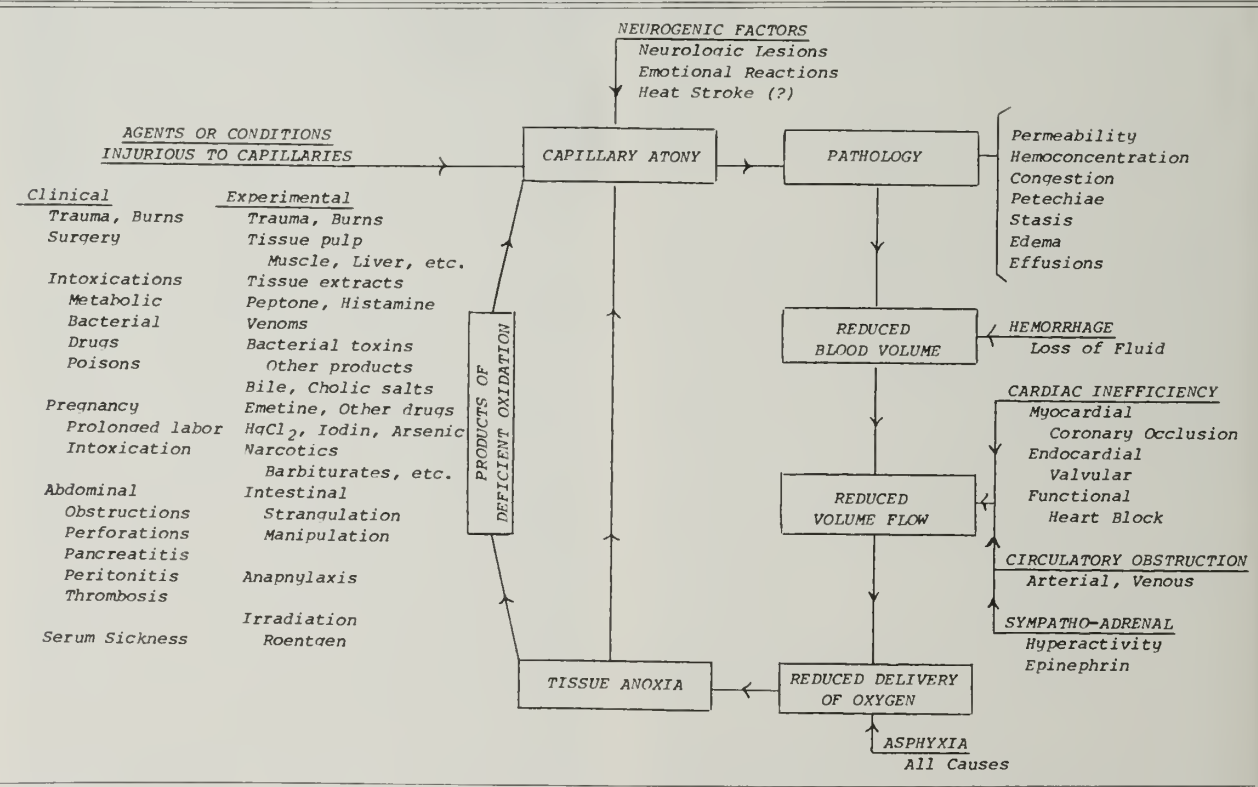 NEUROGENIC FACTORS
Neurologic Lesions
Emotional Reactions
Heat Stroke (?)
AGENTS OR CONDITIONS
INJURIOUS TO CAPILLARIES
Clinical
Trauma, Burns
Surgery
Intoxications
Metabolic
Bacterial
Drugs
Poisons
Pregnancy
Prolonged labor
Intoxication
Abdominal
Obstructions
Perforations
Pancreatitis
Peritonitis
Thrombosis
Serum Sickness
Experimental
Trauma, Burns
Tissue pulp
Muscle, Liver, etc.
Tissue extracts
Peptone, Histamine
Venoms
Bacterial toxins
Other products
Bile, Cholic salts
Emetine, Other drugs
HgCl2, Iodin, Arsenic
Narcotics
Barbiturates, etc.
Intestinal
Strangulation
Manipulation
Anapnylaxis
Irradiation
Roentgen
CAPILLARY ATONY
PATHOLOGY
Permeability
Hemoconcentration
Congestion
Petechiae
Stasis
Edema
Effusions
REDUCED
BLOOD VOLUME
HEMORRHAGE
Loss of Fluid
REDUCED
VOLUME FLOW
CARDIAC INEFFICIENCY
Myocardial
Coronary Occlusion
Endocardial
Valvular
Functional
Heart Block
CIRCULATORY OBSTRUCTION
Arterial, Venous
SYMPATHO-ADRENAL
Hyperactivity
Epinephrin
REDUCED DELIVERY
OF OXYGEN
ASPHYXIA
All Causes
TISSUE ANOXIA
PRODUCTS OF
DEFICIENT OXIDATION